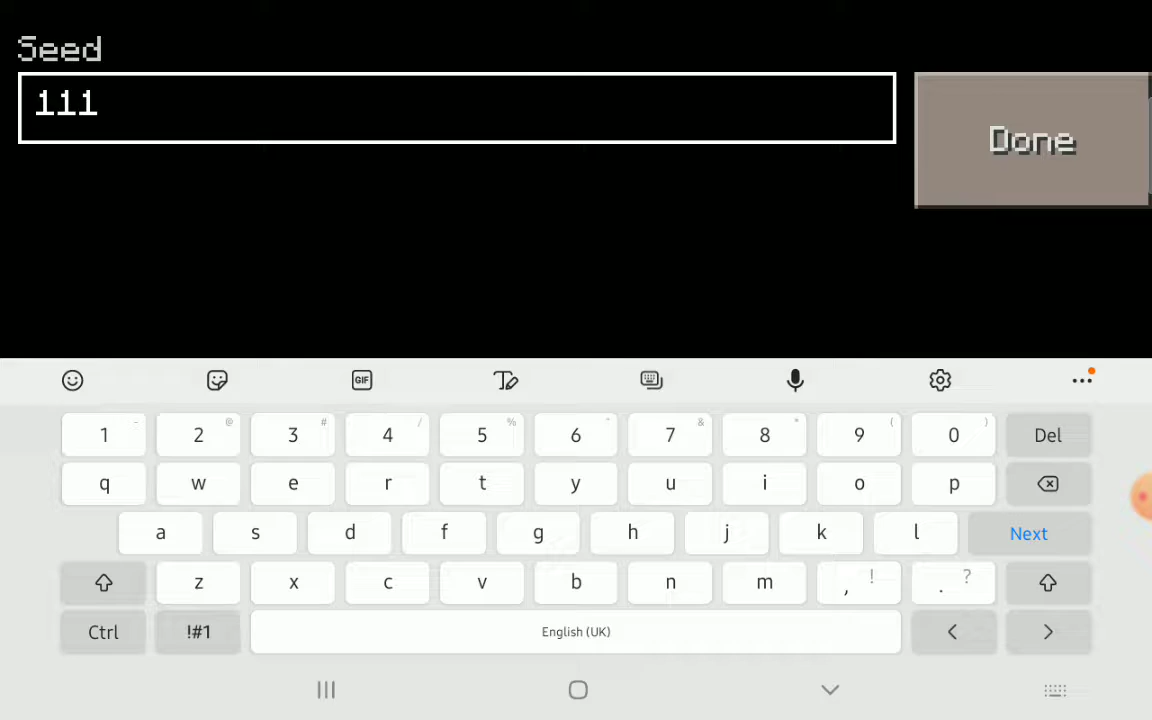 Seed
111
Done
GIF
1 - 2 @ 3 # 4 / 5 % 6 ^ 7 & 8 * 9 ( 0 ) Del
q w e r t y u i o p
a s d f g h j k l Next
z x c v b n m , ! . ?
Ctrl !#1 English (UK) < >